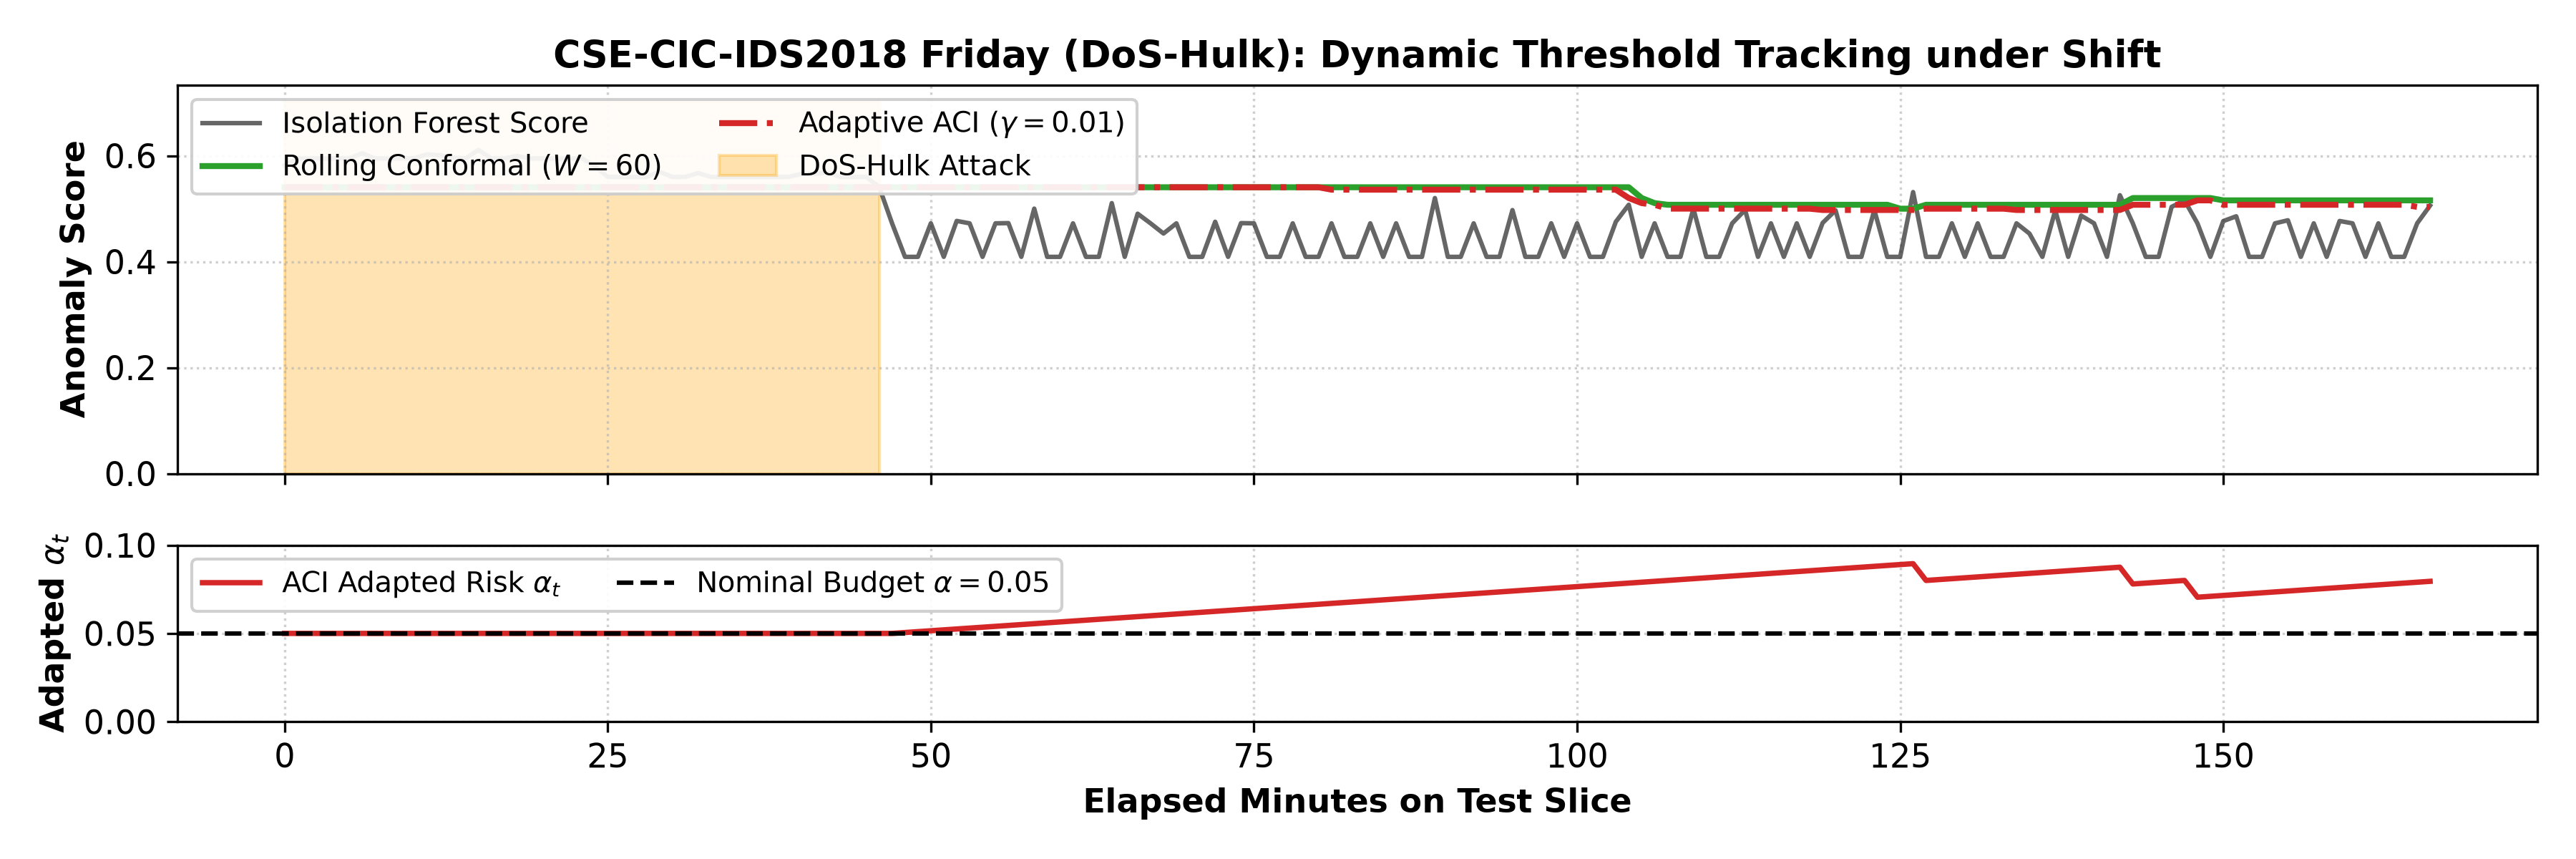 CSE-CIC-IDS2018 Friday (DoS-Hulk): Dynamic Threshold Tracking under Shift
Anomaly Score
0.6
0.4
0.2
0.0
Isolation Forest Score
Rolling Conformal (W = 60)
Adaptive ACI (γ = 0.01)
DoS-Hulk Attack
Adapted αt
0.10
0.05
0.00
ACI Adapted Risk αt
Nominal Budget α = 0.05
0 25 50 75 100 125 150
Elapsed Minutes on Test Slice